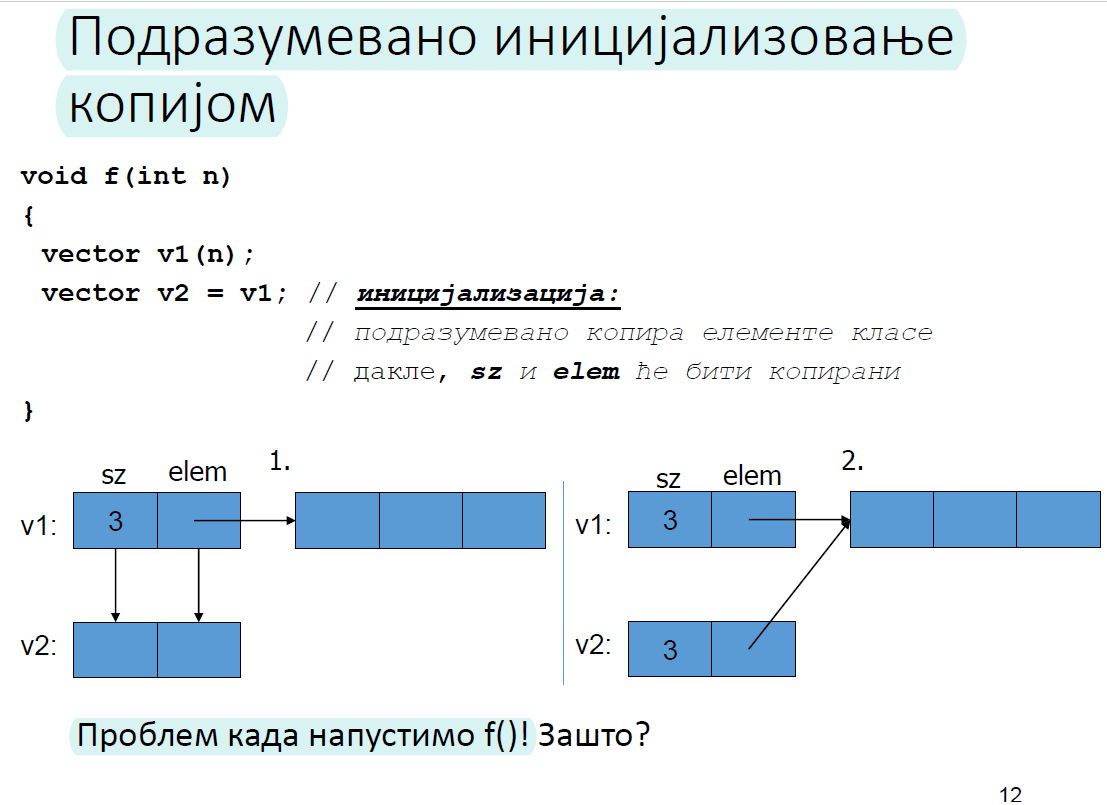 Подразумевано иницијализовање
копијом
void f(int n)
{
vector v1(n);
vector v2 = v1; // иницијализација:
// подразумевано копира елементе класе
// дакле, sz и elem ће бити копирани
}
sz elem 1.
v1: 3
v2:
sz elem 2.
v1: 3
v2: 3
Проблем када напустимо f()! Зашто?
12